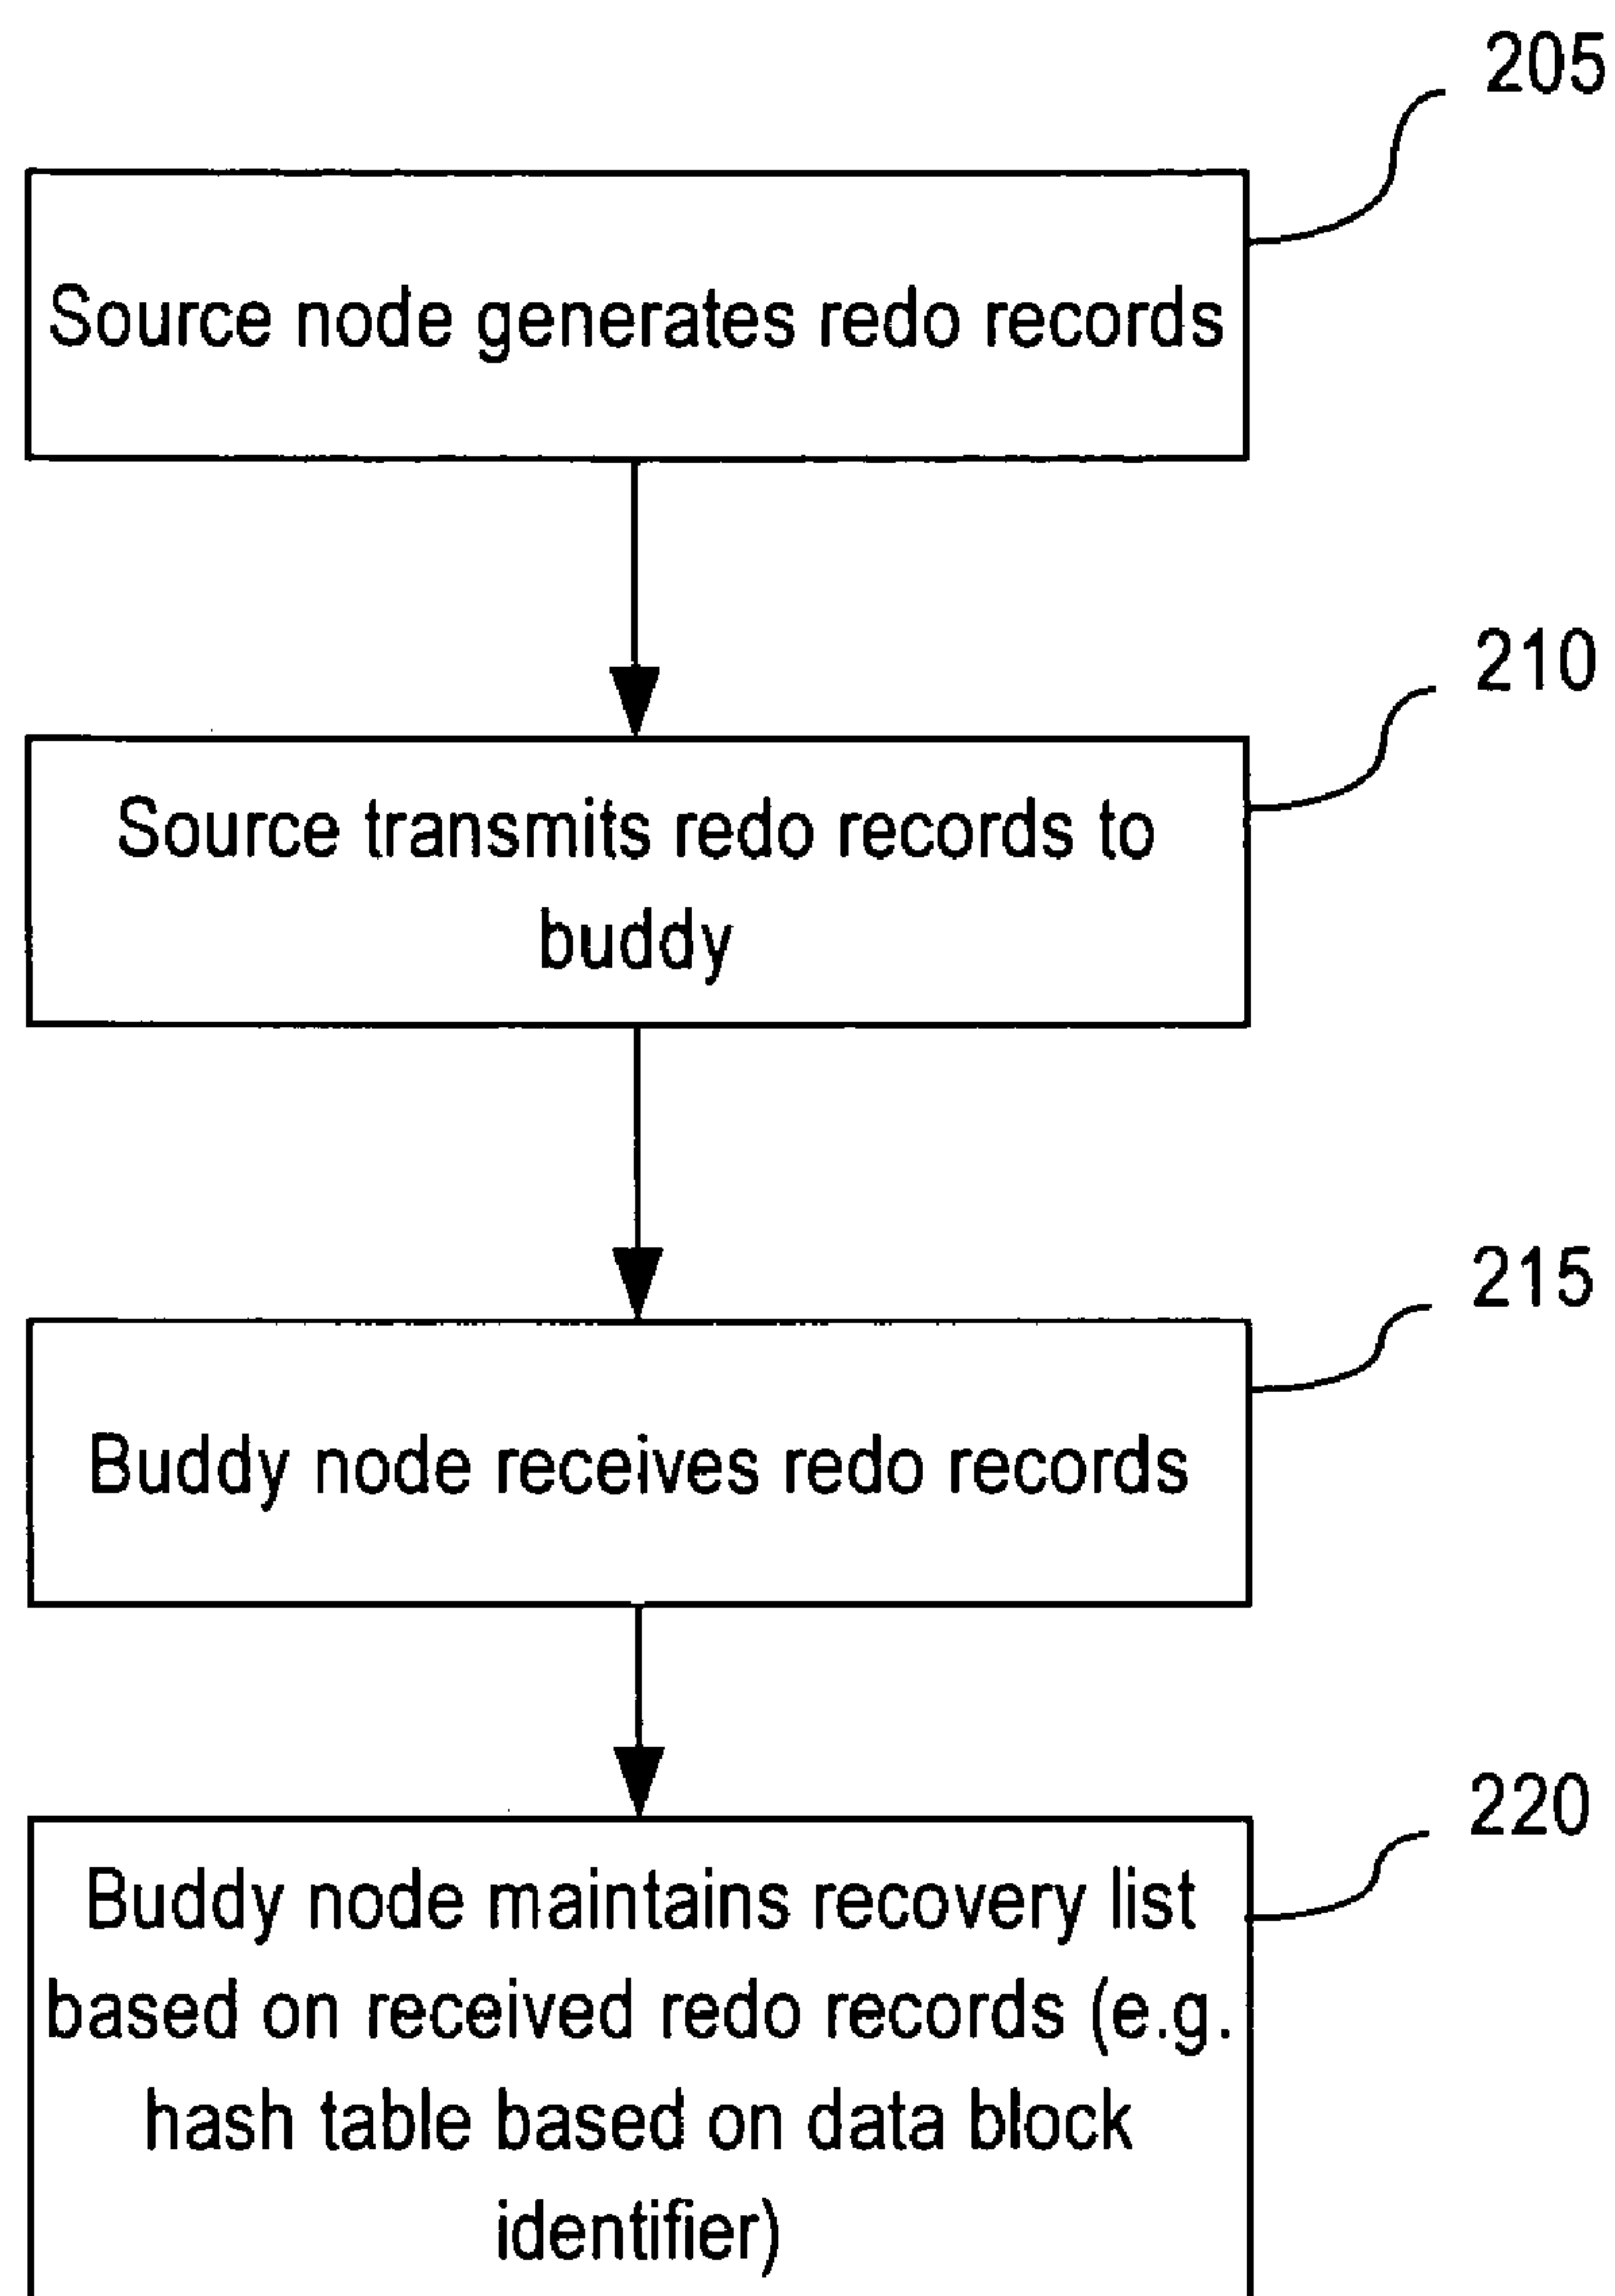 205
Source node generates redo records
210
Source transmits redo records to
buddy
215
Buddy node receives redo records
220
Buddy node maintains recovery list
based on received redo records (e.g.
hash table based on data block
identifier)